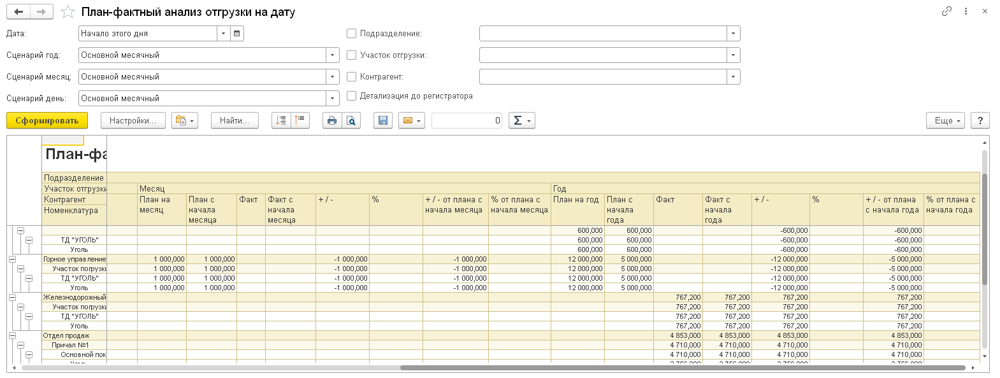 План-фактный анализ отгрузки на дату
Дата: Начало этого дня Подразделение:
Сценарий год: Основной месячный Участок отгрузки:
Сценарий месяц: Основной месячный Контрагент:
Сценарий день: Основной месячный Детализация до регистратора
Сформировать Настройки... Найти... 0 Σ Еще ?
План-фа
Подразделение
Участок отгрузки Месяц Год
Контрагент План на месяц План с начала месяца Факт Факт с начала месяца + / - % + / - от плана с начала месяца % от плана с начала месяца План на год План с начала года Факт Факт с начала года + / - % + / - от плана с начала года % от плана с начала года
Номенклатура
600,000 600,000 -600,000 -600,000
ТД "УГОЛЬ" 600,000 600,000 -600,000 -600,000
Уголь 600,000 600,000 -600,000 -600,000
Горное управление 1 000,000 1 000,000 -1 000,000 -1 000,000 12 000,000 5 000,000 -12 000,000 -5 000,000
Участок погрузки 1 000,000 1 000,000 -1 000,000 -1 000,000 12 000,000 5 000,000 -12 000,000 -5 000,000
ТД "УГОЛЬ" 1 000,000 1 000,000 -1 000,000 -1 000,000 12 000,000 5 000,000 -12 000,000 -5 000,000
Уголь 1 000,000 1 000,000 -1 000,000 -1 000,000 12 000,000 5 000,000 -12 000,000 -5 000,000
Железнодорожный 767,200 767,200 767,200 767,200
Участок погрузки 767,200 767,200 767,200 767,200
ТД "УГОЛЬ" 767,200 767,200 767,200 767,200
Уголь 767,200 767,200 767,200 767,200
Отдел продаж 4 853,000 4 853,000 4 853,000 4 853,000
Причал №1 4 710,000 4 710,000 4 710,000 4 710,000
Основной пок 4 710,000 4 710,000 4 710,000 4 710,000